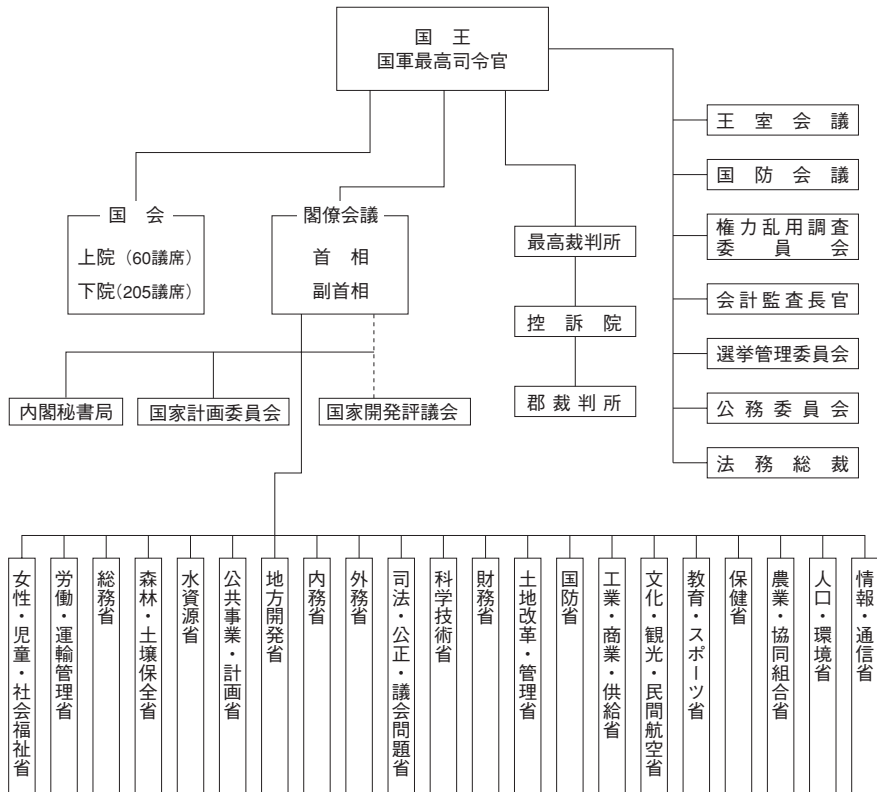 国王
国軍最高司令官
王室会議
国防会議
権力乱用調査
委員会
会計監査長官
選挙管理委員会
公務委員会
法務総裁
国会
上院（60議席）
下院（205議席）
閣僚会議
首相
副首相
最高裁判所
控訴院
郡裁判所
内閣秘書局
国家計画委員会
国家開発評議会
女性・児童・社会福祉省
労働・運輸管理省
総務省
森林・土壌保全省
水資源省
公共事業・計画省
地方開発省
内務省
外務省
司法・公正・議会問題省
科学技術省
財務省
土地改革・管理省
国防省
工業・商業・供給省
文化・観光・民間航空省
教育・スポーツ省
保健省
農業・協同組合省
人口・環境省
情報・通信省